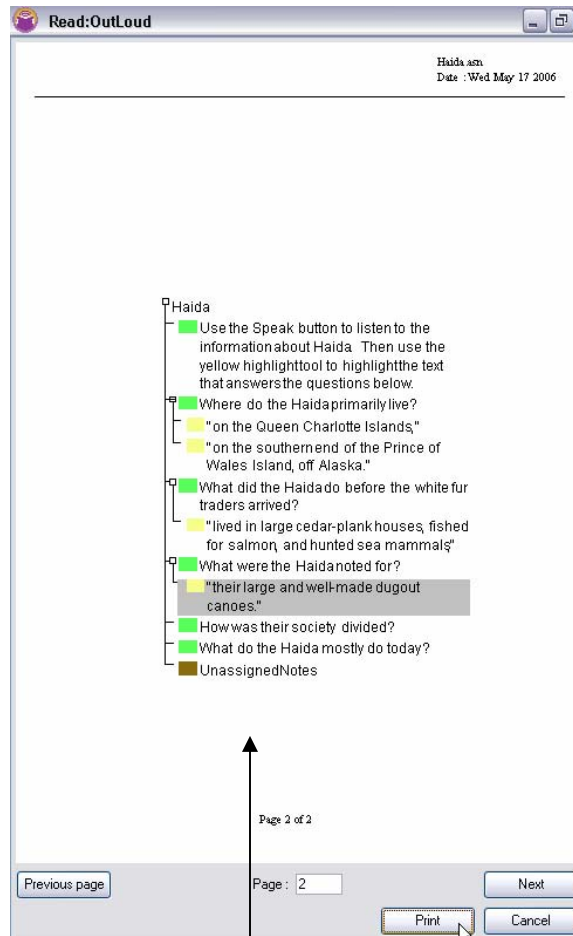 Read:OutLoud
Haida.asn
Date : Wed May 17 2006
Haida
Use the Speak button to listen to the
information about Haida. Then use the
yellow highlight tool to highlight the text
that answers the questions below.
Where do the Haida primarily live?
"on the Queen Charlotte Islands,"
"on the southern end of the Prince of
Wales Island, off Alaska."
What did the Haida do before the white fur
traders arrived?
"lived in large cedar-plank houses, fished
for salmon, and hunted sea mammals"
What were the Haida noted for?
"their large and well-made dugout
canoes."
How was their society divided?
What do the Haida mostly do today?
UnassignedNotes
Page 2 of 2
Previous page
Page : 2
Next
Print
Cancel